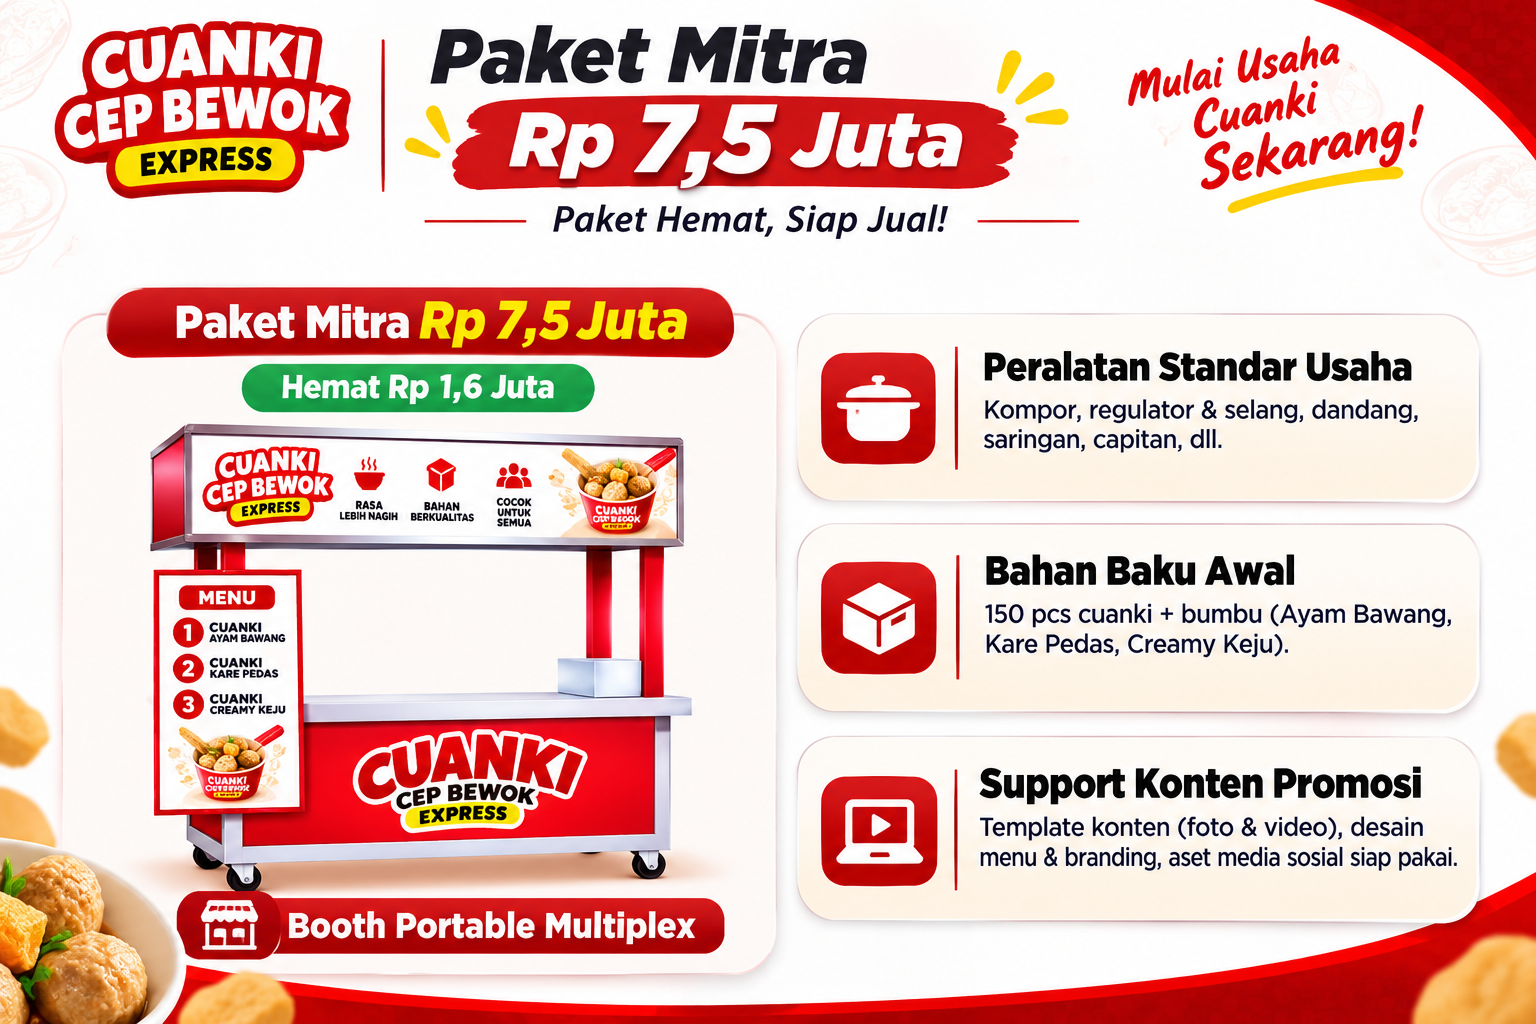 CUANKI
CEP BEWOK
EXPRESS
Paket Mitra
Rp 7,5 Juta
Paket Hemat, Siap Jual!
Mulai Usaha
Cuanki
Sekarang!
Paket Mitra Rp 7,5 Juta
Hemat Rp 1,6 Juta
CUANKI
CEP BEWOK
EXPRESS
RASA
LEBIH NAGIH
BAHAN
BERKUALITAS
COCOK
UNTUK
SEMUA
CUANKI
MENU
1 CUANKI
AYAM BAWANG
2 CUANKI
KARE PEDAS
3 CUANKI
CREAMY KEJU
CUANKI
CUANKI
CEP BEWOK
EXPRESS
Booth Portable Multiplex
Peralatan Standar Usaha
Kompor, regulator & selang, dandang,
saringan, capitan, dll.
Bahan Baku Awal
150 pcs cuanki + bumbu (Ayam Bawang,
Kare Pedas, Creamy Keju).
Support Konten Promosi
Template konten (foto & video), desain
menu & branding, aset media sosial siap pakai.